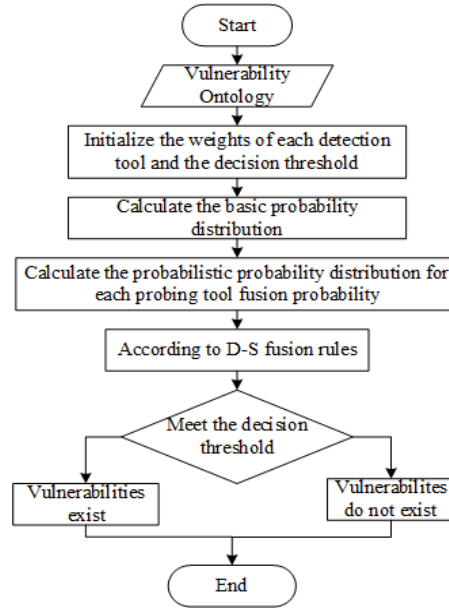 Start
Vulnerability
Ontology
Initialize the weights of each detection
tool and the decision threshold
Calculate the basic probability
distribution
Calculate the probabilistic probability distribution for
each probing tool fusion probability
According to D-S fusion rules
Meet the decision
threshold
Vulnerabilities
exist
Vulnerabilites
do not exist
End